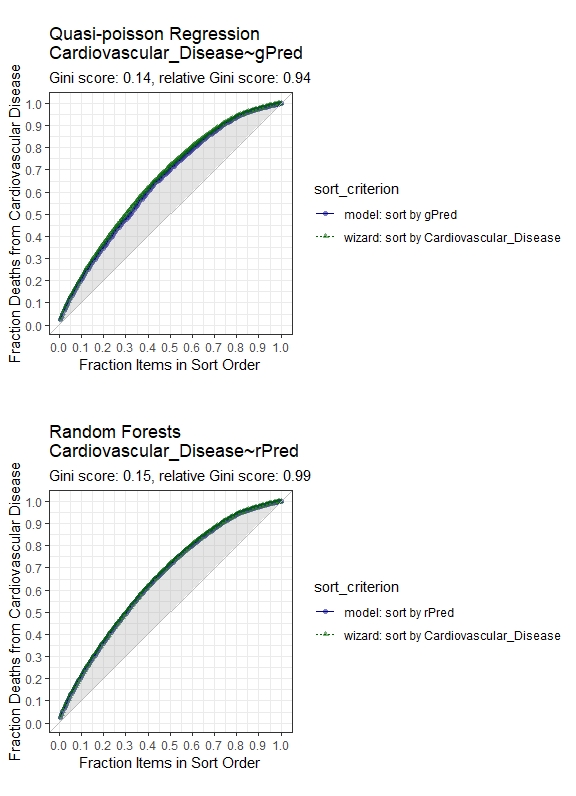 Quasi-poisson Regression
Cardiovascular_Disease~gPred
Gini score: 0.14, relative Gini score: 0.94
Fraction Deaths from Cardiovascular Disease
1.0
0.9
0.8
0.7
0.6
0.5
0.4
0.3
0.2
0.1
0.0
0.0 0.1 0.2 0.3 0.4 0.5 0.6 0.7 0.8 0.9 1.0
Fraction Items in Sort Order
sort_criterion
model: sort by gPred
wizard: sort by Cardiovascular_Disease
Random Forests
Cardiovascular_Disease~rPred
Gini score: 0.15, relative Gini score: 0.99
Fraction Deaths from Cardiovascular Disease
1.0
0.9
0.8
0.7
0.6
0.5
0.4
0.3
0.2
0.1
0.0
0.0 0.1 0.2 0.3 0.4 0.5 0.6 0.7 0.8 0.9 1.0
Fraction Items in Sort Order
sort_criterion
model: sort by rPred
wizard: sort by Cardiovascular_Disease